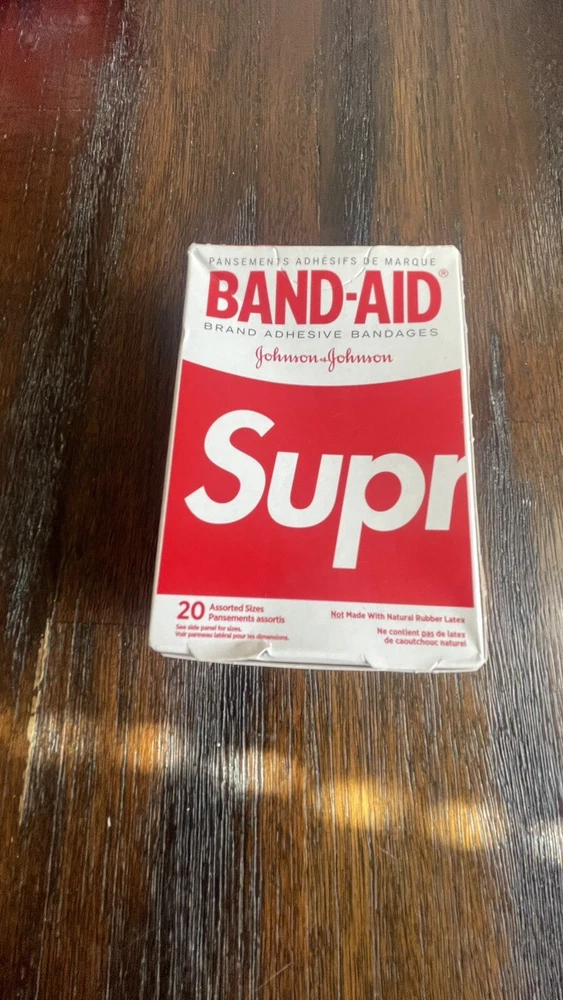 PANSEMENTS ADHÉSIFS DE MARQUE
BAND-AID®
BRAND ADHESIVE BANDAGES
Johnson & Johnson
Supr
20 Assorted Sizes
Pansements assortis
See side panel for sizes.
Voir panneau latéral pour les dimensions.
Not Made With Natural Rubber Latex
Ne contient pas de latex
de caoutchouc naturel